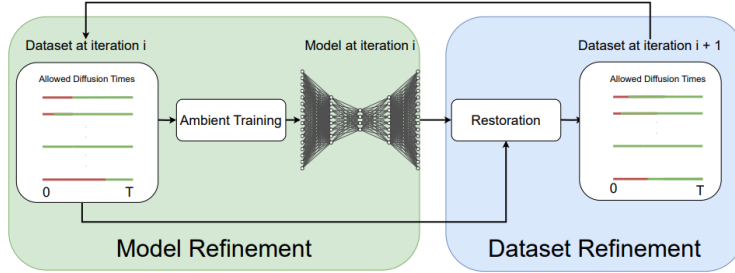 Dataset at iteration i
Model at iteration i
Dataset at iteration i + 1
Allowed Diffusion Times
Allowed Diffusion Times
Ambient Training
Restoration
0 T
0 T
Model Refinement
Dataset Refinement